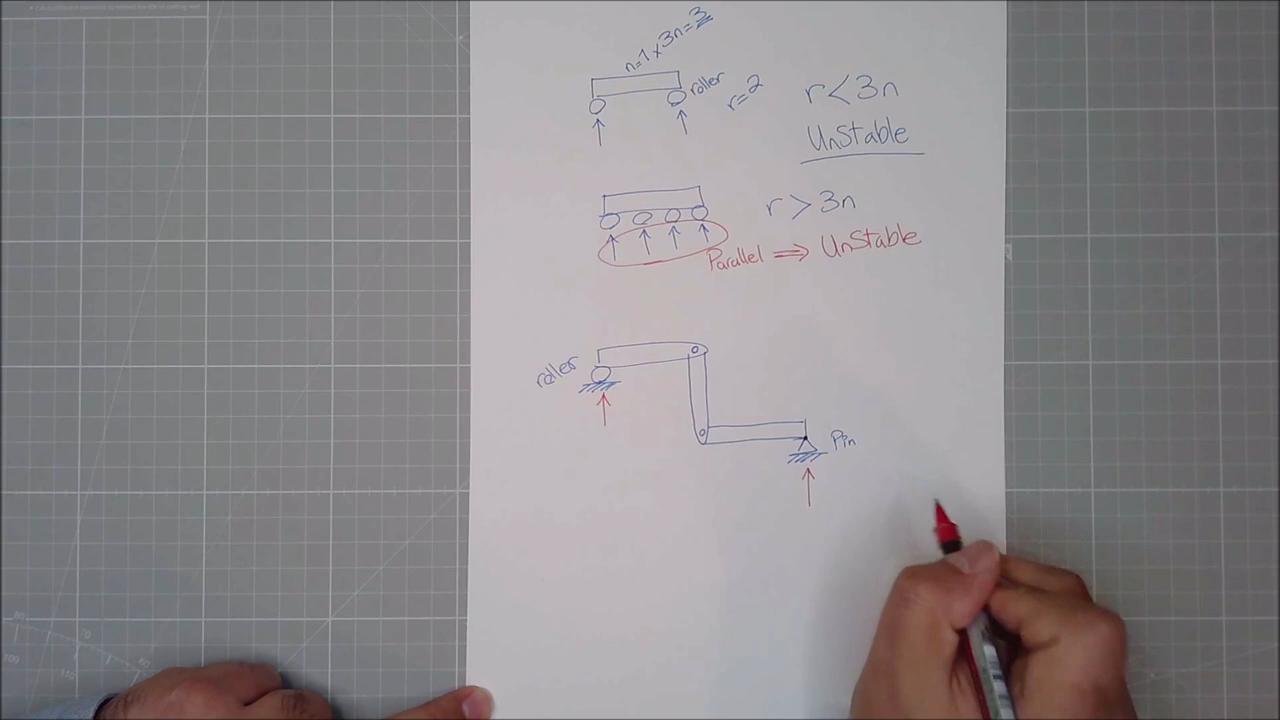 n=1 x 3n=3
roller
r=2
r<3n
UnStable
r>3n
Parallel ⟹ UnStable
roller
Pin